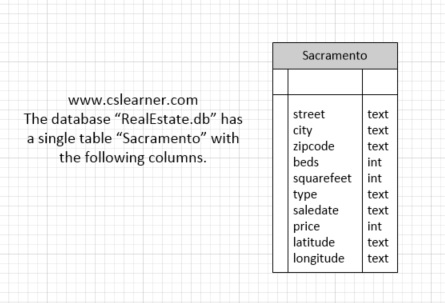 www.cslearner.com
The database “RealEstate.db” has
a single table “Sacramento” with
the following columns.
Sacramento
street text
city text
zipcode text
beds int
squarefeet int
type text
saledate text
price int
latitude text
longitude text